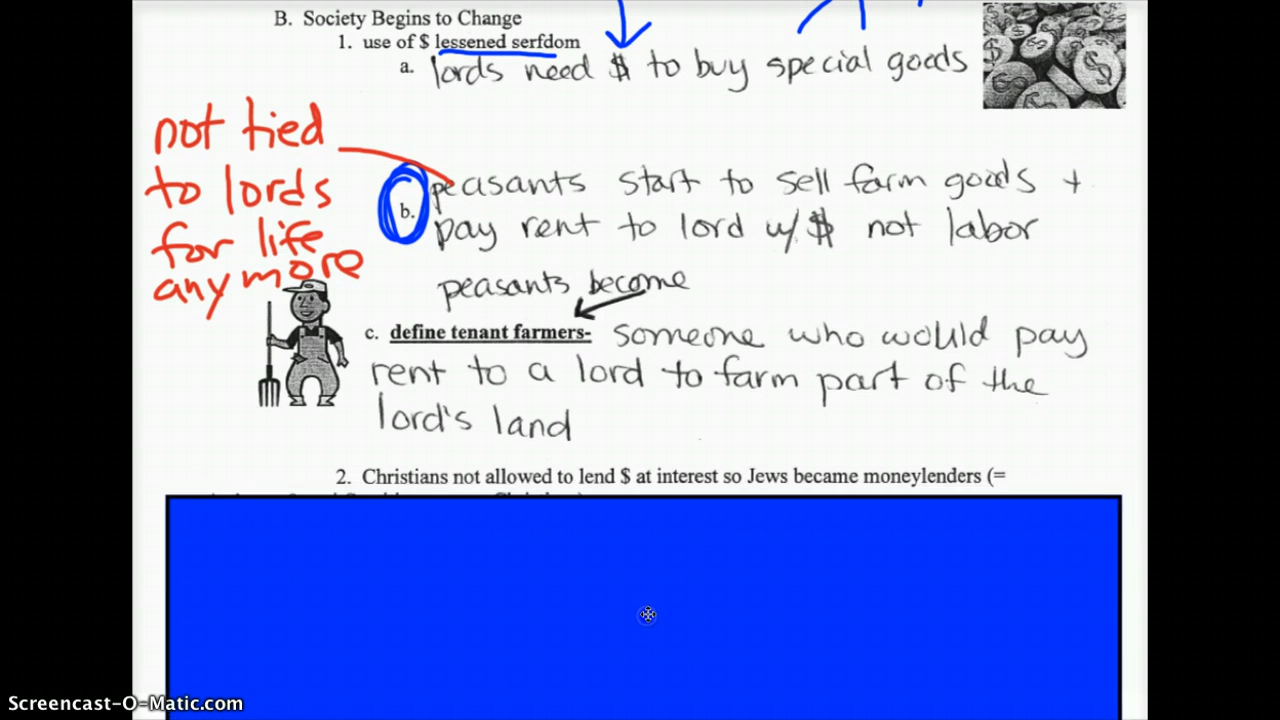 B. Society Begins to Change
1. use of $ lessened serfdom
a. lords need $ to buy special goods
not tied
to lords
for life
anymore
b. peasants start to sell farm goods +
pay rent to lord w/ $ not labor
peasants become
c. define tenant farmers- someone who would pay
rent to a lord to farm part of the
lord's land
2. Christians not allowed to lend $ at interest so Jews became moneylenders (=
Screencast-O-Matic.com